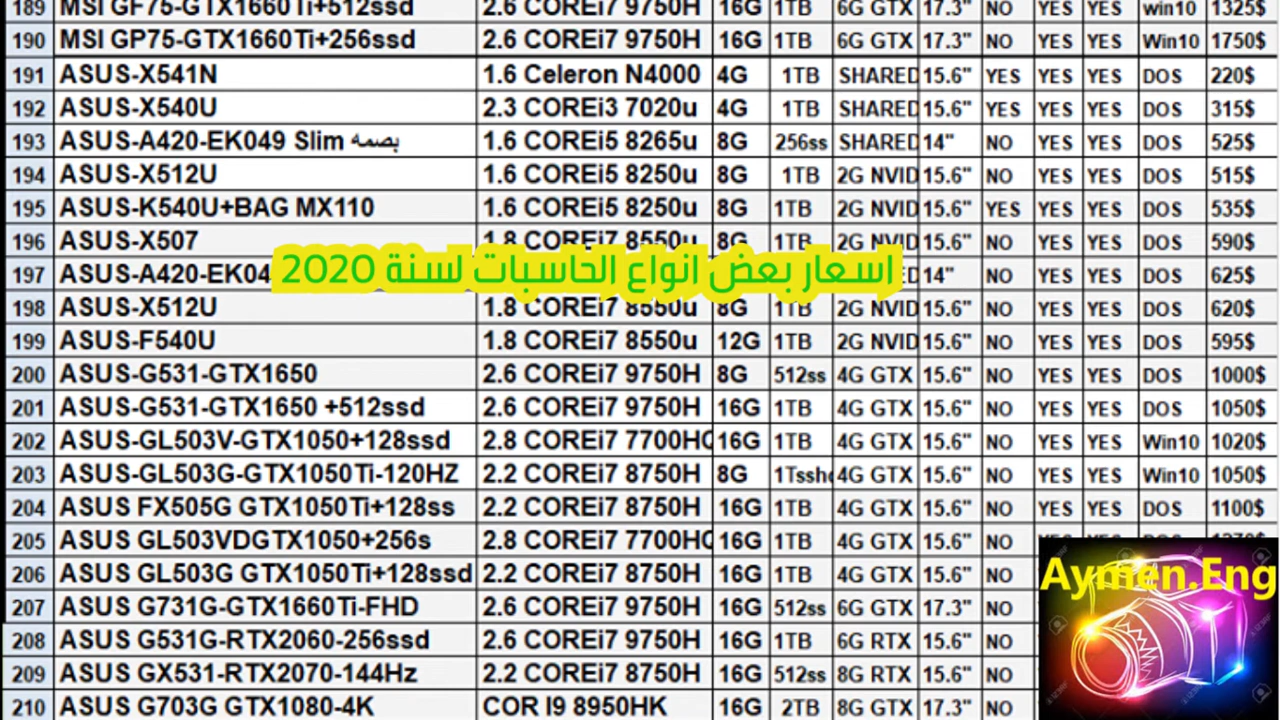 189 MSI GF75-GTX1660Ti+512ssd 2.6 COREi7 9750H 16G 1TB 6G GTX 17.3" NO YES YES win10 1325$
190 MSI GP75-GTX1660Ti+256ssd 2.6 COREi7 9750H 16G 1TB 6G GTX 17.3" NO YES YES Win10 1750$
191 ASUS-X541N 1.6 Celeron N4000 4G 1TB SHARED 15.6" YES YES YES DOS 220$
192 ASUS-X540U 2.3 COREi3 7020u 4G 1TB SHARED 15.6" YES YES YES DOS 315$
193 ASUS-A420-EK049 Slim بصمه 1.6 COREi5 8265u 8G 256ss SHARED 14" NO YES YES DOS 525$
194 ASUS-X512U 1.6 COREi5 8250u 8G 1TB 2G NVID 15.6" NO YES YES DOS 515$
195 ASUS-K540U+BAG MX110 1.6 COREi5 8250u 8G 1TB 2G NVID 15.6" YES YES YES DOS 535$
196 ASUS-X507 1.8 COREi7 8550u 8G 1TB 2G NVID 15.6" NO YES YES DOS 590$
اسعار بعض انواع الحاسبات لسنة 2020
197 ASUS-A420-EK04 14" NO YES YES DOS 625$
198 ASUS-X512U 1.8 COREi7 8550u 8G 1TB 2G NVID 15.6" NO YES YES DOS 620$
199 ASUS-F540U 1.8 COREi7 8550u 12G 1TB 2G NVID 15.6" NO YES YES DOS 595$
200 ASUS-G531-GTX1650 2.6 COREi7 9750H 8G 512ss 4G GTX 15.6" NO YES YES DOS 1000$
201 ASUS-G531-GTX1650 +512ssd 2.6 COREi7 9750H 16G 1TB 4G GTX 15.6" NO YES YES DOS 1050$
202 ASUS-GL503V-GTX1050+128ssd 2.8 COREi7 7700HQ 16G 1TB 4G GTX 15.6" NO YES YES Win10 1020$
203 ASUS-GL503G-GTX1050Ti-120HZ 2.2 COREi7 8750H 8G 1Tssh 4G GTX 15.6" NO YES YES Win10 1050$
204 ASUS FX505G GTX1050Ti+128ss 2.2 COREi7 8750H 16G 1TB 4G GTX 15.6" NO YES YES DOS 1100$
205 ASUS GL503VDGTX1050+256s 2.8 COREi7 7700HQ 16G 1TB 4G GTX 15.6" NO
206 ASUS GL503G GTX1050Ti+128ssd 2.2 COREi7 8750H 16G 1TB 4G GTX 15.6" NO
Aymen.Eng
207 ASUS G731G-GTX1660Ti-FHD 2.6 COREi7 9750H 16G 512ss 6G GTX 17.3" NO
208 ASUS G531G-RTX2060-256ssd 2.6 COREi7 9750H 16G 1TB 6G RTX 15.6" NO
209 ASUS GX531-RTX2070-144Hz 2.2 COREi7 8750H 16G 512ss 8G RTX 15.6" NO
210 ASUS G703G GTX1080-4K COR I9 8950HK 16G 2TB 8G GTX 17.3" NO